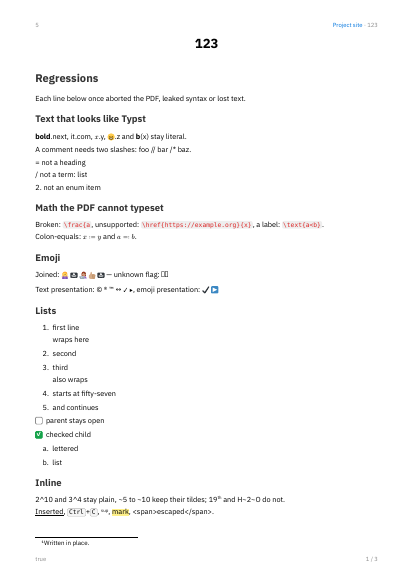 5 Project site · 123
123
Regressions
Each line below once aborted the PDF, leaked syntax or lost text.
Text that looks like Typst
bold.next, it.com, x.y, 😄.z and b(x) stay literal.
A comment needs two slashes: foo // bar /* baz.
= not a heading
/ not a term: list
2. not an enum item
Math the PDF cannot typeset
Broken: \frac{a, unsupported: \href{https://example.org}{x}, a label: \text{a<b}.
Colon-equals: x := y and a =: b.
Emoji
Joined: — unknown flag:
Text presentation: © ® ™ ↔ ✓ ▶, emoji presentation: ✔ ▶
Lists
1. first line
wraps here
2. second
3. third
also wraps
4. starts at fifty-seven
5. and continues
☐ parent stays open
☑ checked child
a. lettered
b. list
Inline
2^10 and 3^4 stay plain, ~5 to ~10 keep their tildes; 19th and H~2~O do not.
Inserted, Ctrl+C, mark, <span>escaped</span>.
Written in place.
true 1 / 3